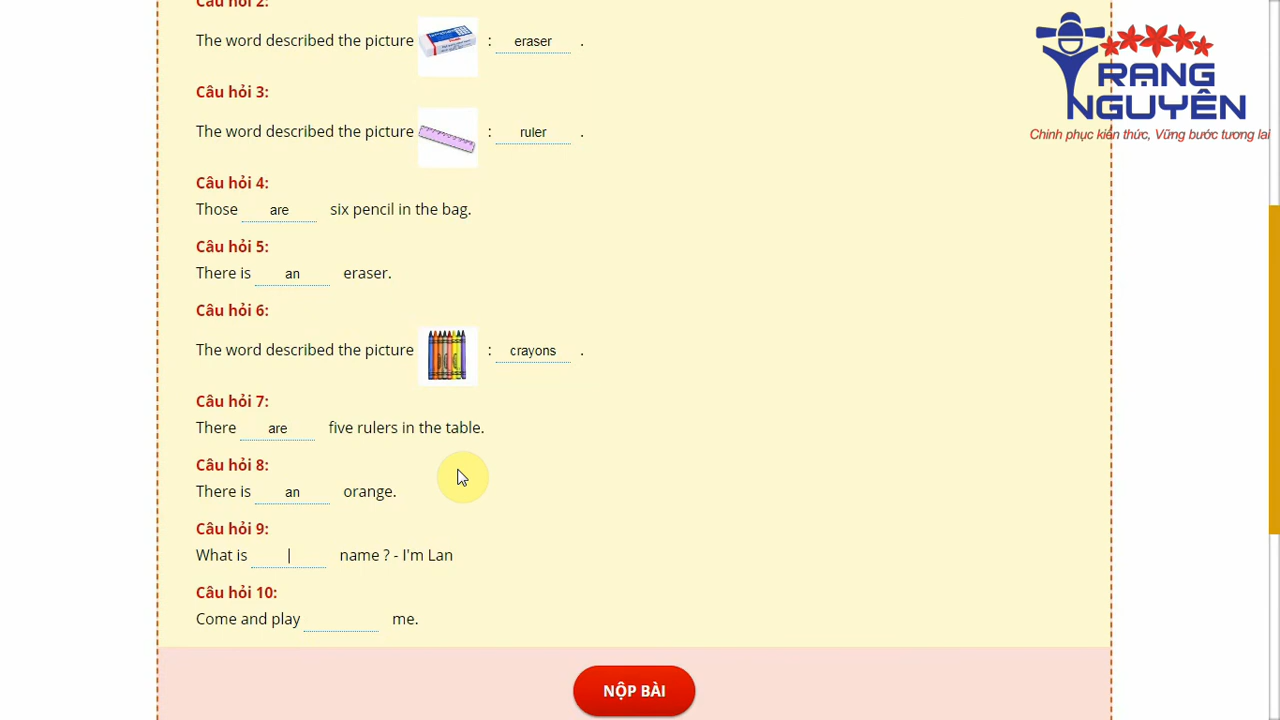 Câu hỏi 2:
The word described the picture : eraser .
Câu hỏi 3:
The word described the picture : ruler .
Câu hỏi 4:
Those are six pencil in the bag.
Câu hỏi 5:
There is an eraser.
Câu hỏi 6:
The word described the picture : crayons .
Câu hỏi 7:
There are five rulers in the table.
Câu hỏi 8:
There is an orange.
Câu hỏi 9:
What is name ? - I'm Lan
Câu hỏi 10:
Come and play me.
NỘP BÀI
TRẠNG
NGUYÊN
Chinh phục kiến thức, Vững bước tương lai